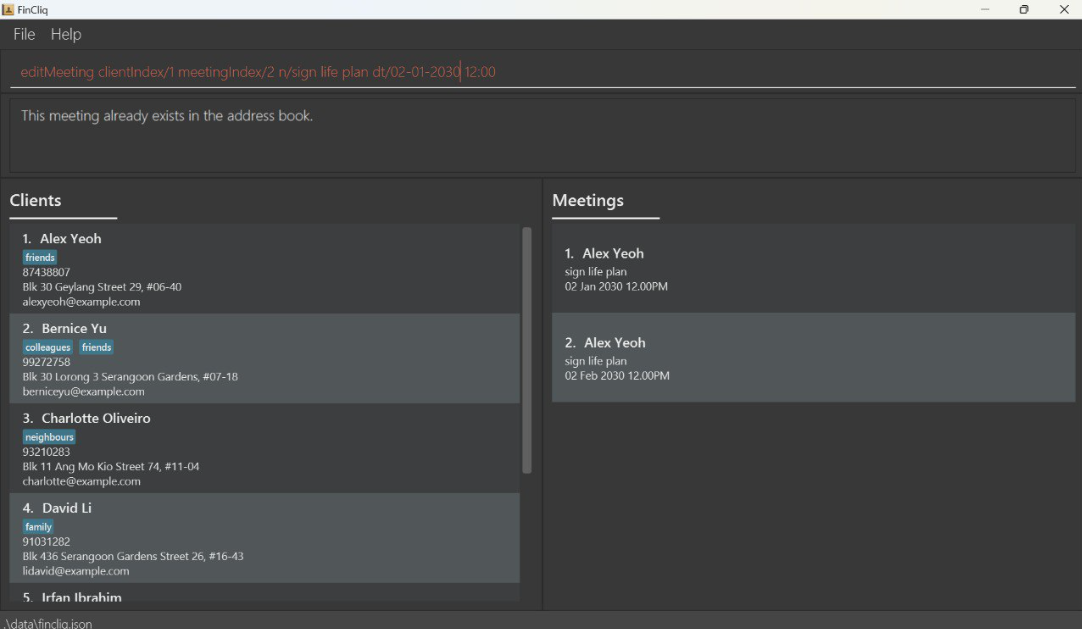 FinCliq
File Help
editMeeting clientIndex/1 meetingIndex/2 n/sign life plan dt/02-01-2030 12:00
This meeting already exists in the address book.
Clients
1. Alex Yeoh
friends
87438807
Blk 30 Geylang Street 29, #06-40
alexyeoh@example.com
2. Bernice Yu
colleagues friends
99272758
Blk 30 Lorong 3 Serangoon Gardens, #07-18
berniceyu@example.com
3. Charlotte Oliveiro
neighbours
93210283
Blk 11 Ang Mo Kio Street 74, #11-04
charlotte@example.com
4. David Li
family
91031282
Blk 436 Serangoon Gardens Street 26, #16-43
lidavid@example.com
5. Irfan Ibrahim
Meetings
1. Alex Yeoh
sign life plan
02 Jan 2030 12.00PM
2. Alex Yeoh
sign life plan
02 Feb 2030 12.00PM
.\data\fincliq.json